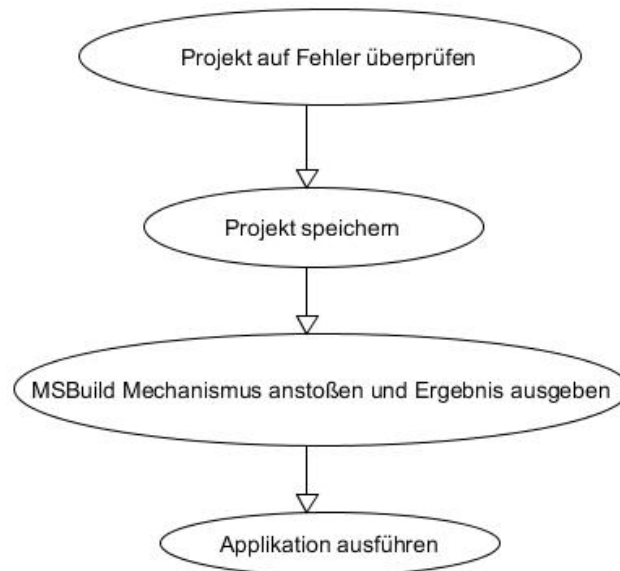 Projekt auf Fehler überprüfen
Projekt speichern
MSBuild Mechanismus anstoßen und Ergebnis ausgeben
Applikation ausführen